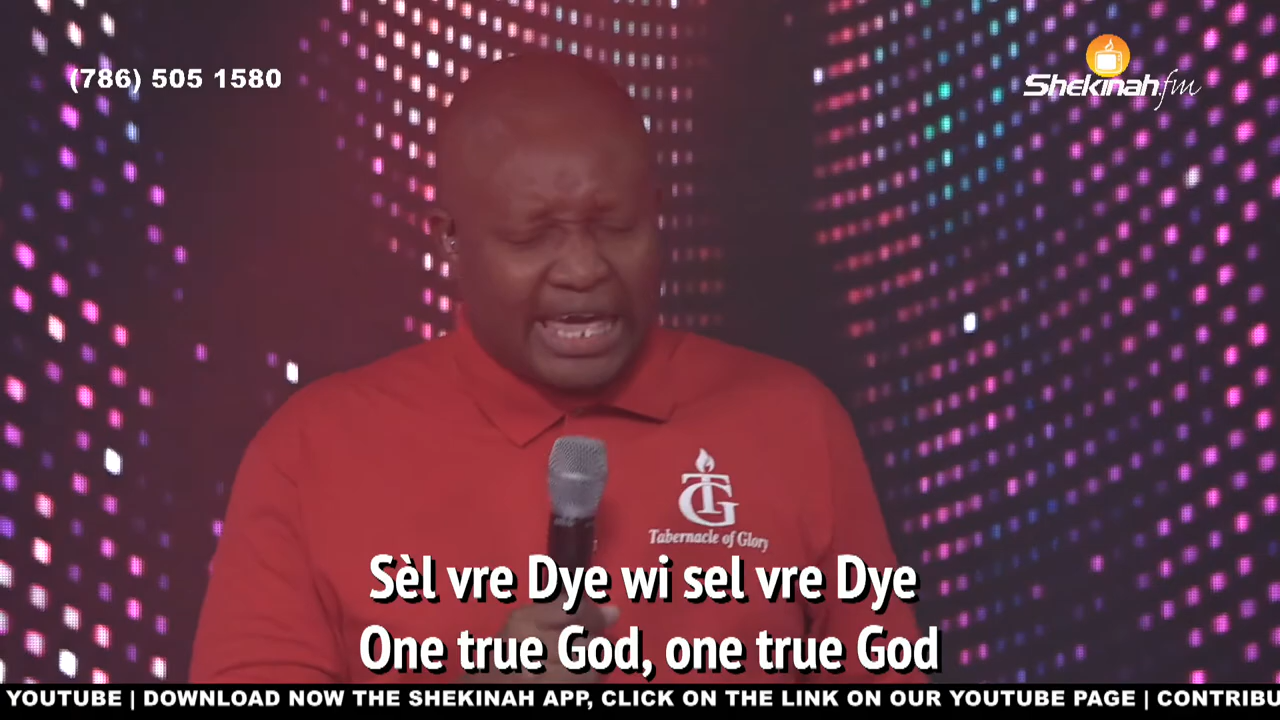 (786) 505 1580
Shekinah.fm
TG
Tabernacle of Glory
Sèl vre Dye wi sel vre Dye
One true God, one true God
YOUTUBE | DOWNLOAD NOW THE SHEKINAH APP, CLICK ON THE LINK ON OUR YOUTUBE PAGE | CONTRIBU